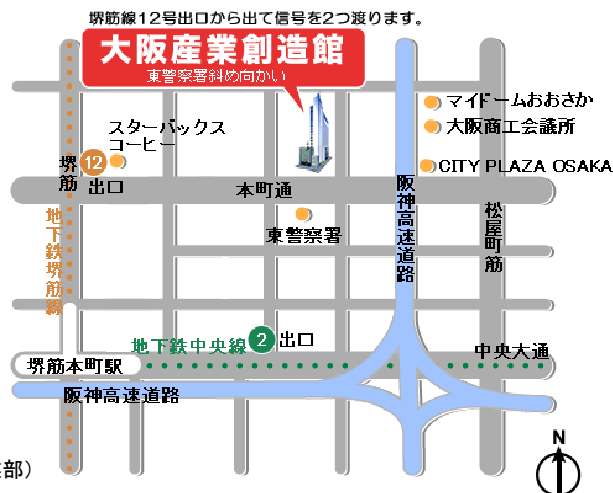 堺筋線12号出口から出て信号を2つ渡ります。
大阪産業創造館
東警察署斜め向かい
マイドームおおさか
大阪商工会議所
スターバックス
コーヒー
堺筋
12
出口
CITY PLAZA OSAKA
本町通
阪神高速道路
松屋町筋
地下鉄堺筋線
東警察署
地下鉄中央線
2
出口
堺筋本町駅
中央大通
阪神高速道路
N
部）